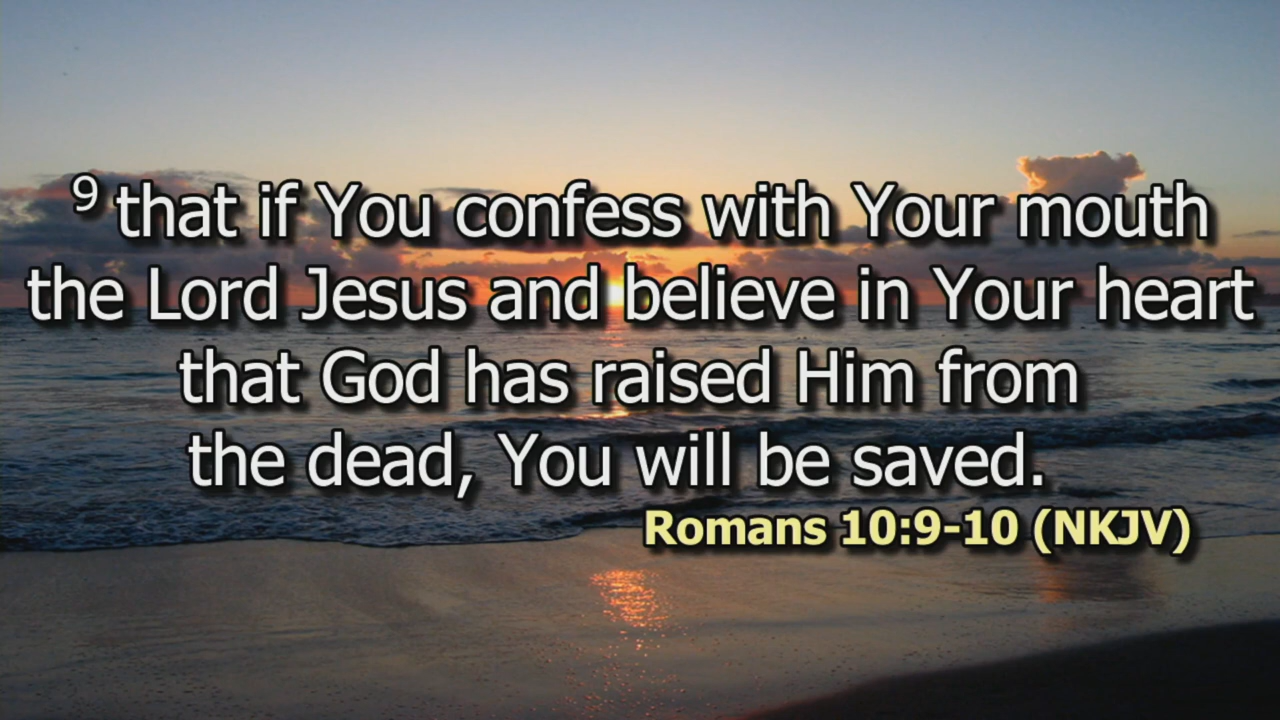 9 that if You confess with Your mouth
the Lord Jesus and believe in Your heart
that God has raised Him from
the dead, You will be saved.
Romans 10:9-10 (NKJV)